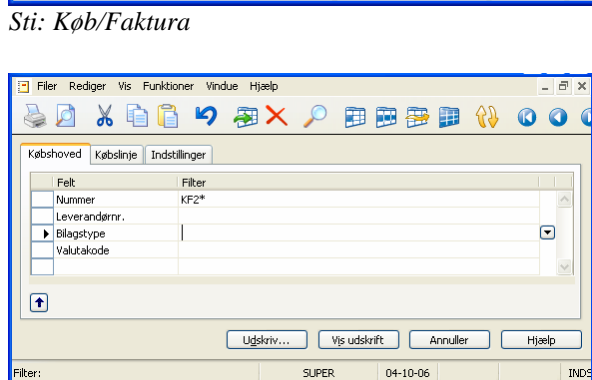 Sti: Køb/Faktura
Filer Rediger Vis Funktioner Vindue Hjælp
Købshoved Købslinje Indstillinger
Felt Filter
Nummer KF2*
Leverandørnr.
Bilagstype
Valutakode
Udskriv... Vis udskrift Annuller Hjælp
Filter: SUPER 04-10-06 INDS